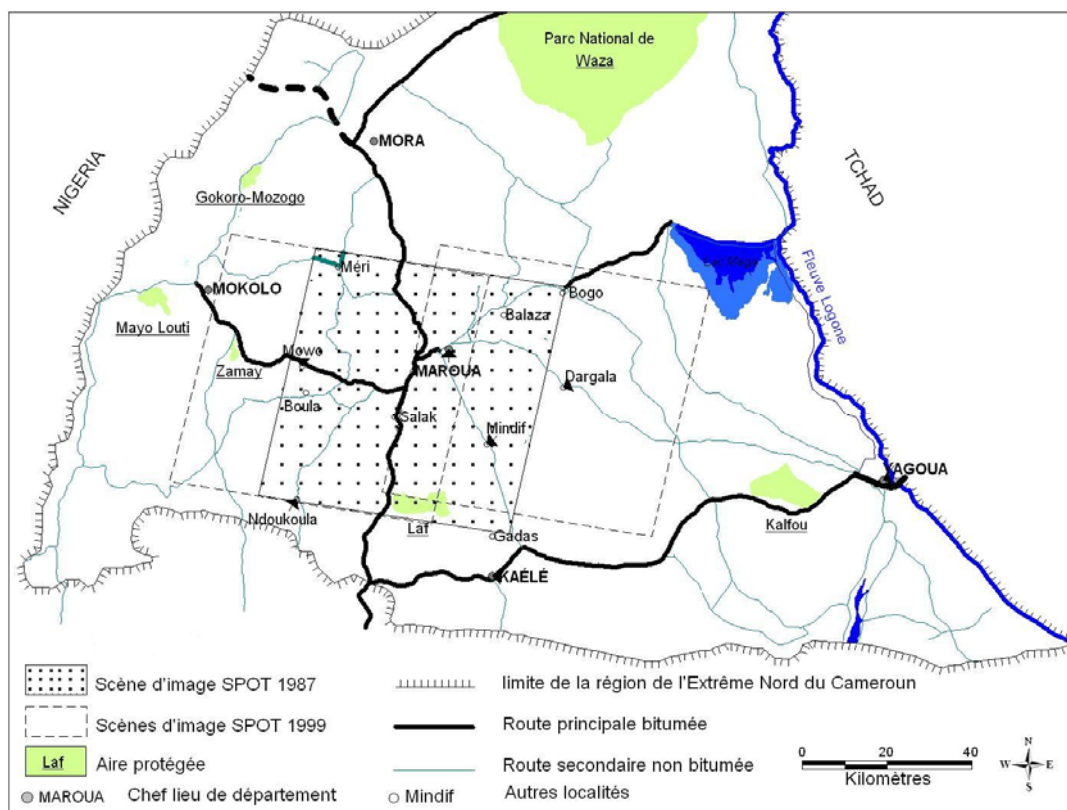 Parc National de
Waza
NIGERIA
MORA
TCHAD
Gokoro-Mozogo
Méri
MOKOLO
Bogo
Fleuve Logone
Mayo Louti
Balaza
Mowo
MAROUA
Zamay
Dargala
Boula
Salak
Mindif
YAGOUA
Ndoukoula
Laf
Kalfou
Gadas
KAÉLÉ
Scène d'image SPOT 1987
limite de la région de l'Extrême Nord du Cameroun
Scènes d'image SPOT 1999
Route principale bitumée
Laf Aire protégée
Route secondaire non bitumée
0 20 40
Kilomètres
N
W E
S
MAROUA Chef lieu de département
Mindif Autres localités